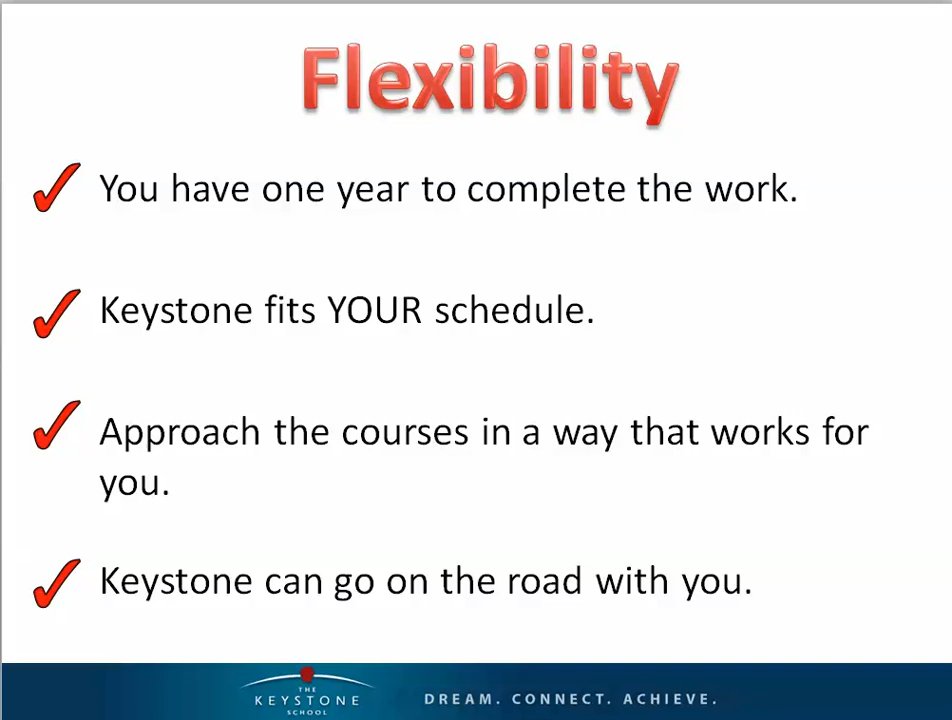 Flexibility
You have one year to complete the work.
Keystone fits YOUR schedule.
Approach the courses in a way that works for
you.
Keystone can go on the road with you.
THE
KEYSTONE
SCHOOL
DREAM. CONNECT. ACHIEVE.